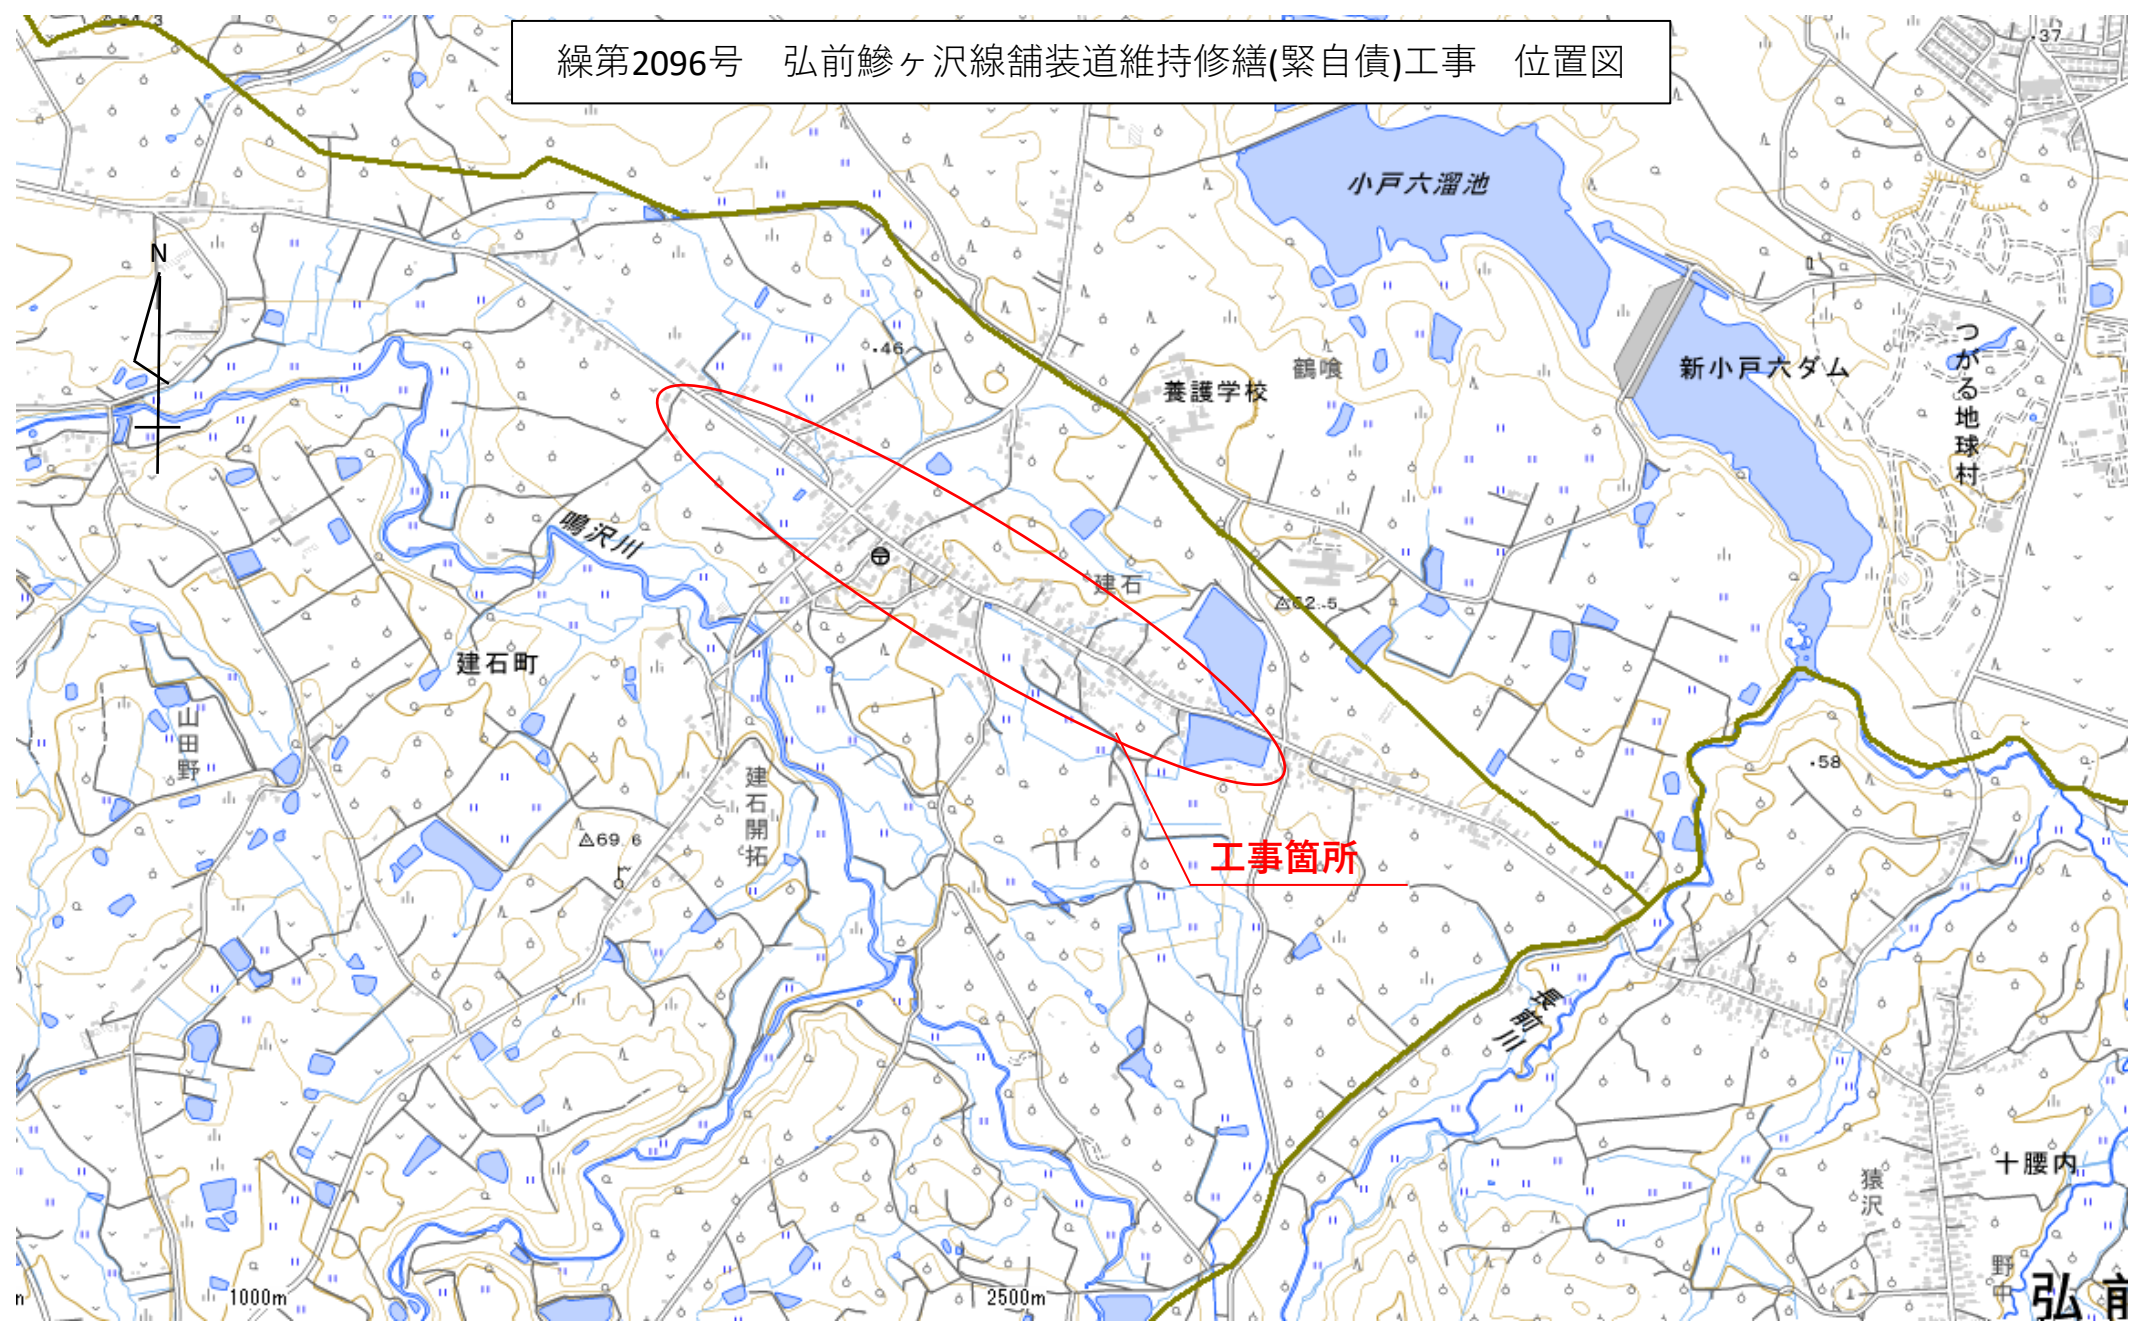 繰第2096号　弘前鰺ヶ沢線舗装道維持修繕(緊自債)工事　位置図
37
小戸六溜池
N
つがる地球村
46
養護学校
鶴喰
新小戸六ダム
鳴沢川
建石
62.5
建石町
山田野
建石開拓
58
69.6
工事箇所
長前川
十腰内
猿沢
野中
1000m
2500m
弘前